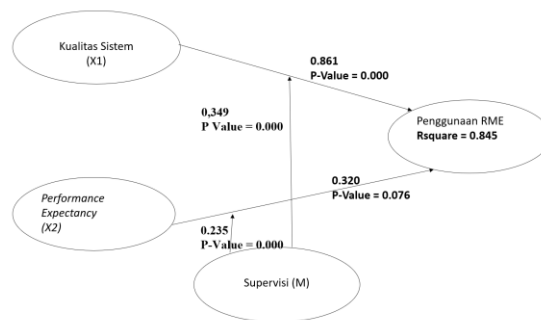 Kualitas Sistem
(X1)
0.861
P-Value = 0.000
0,349
P Value = 0.000
Penggunaan RME
Rsquare = 0.845
0.320
P-Value = 0.076
Performance
Expectancy
(X2)
0.235
P-Value = 0.000
Supervisi (M)